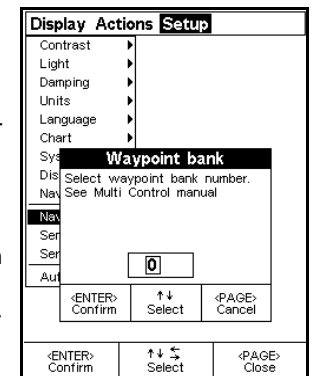 Display Actions Setup
Contrast
Light
Damping
Units
Language
Chart
Sys
Dis
Nav
Nav
Ser
Ser
Aut
Waypoint bank
Select waypoint bank number.
See Multi Control manual
0
<ENTER> ↑↓ <PAGE>
Confirm Select Cancel
<ENTER> ↑↓ ⇆ <PAGE>
Confirm Select Close